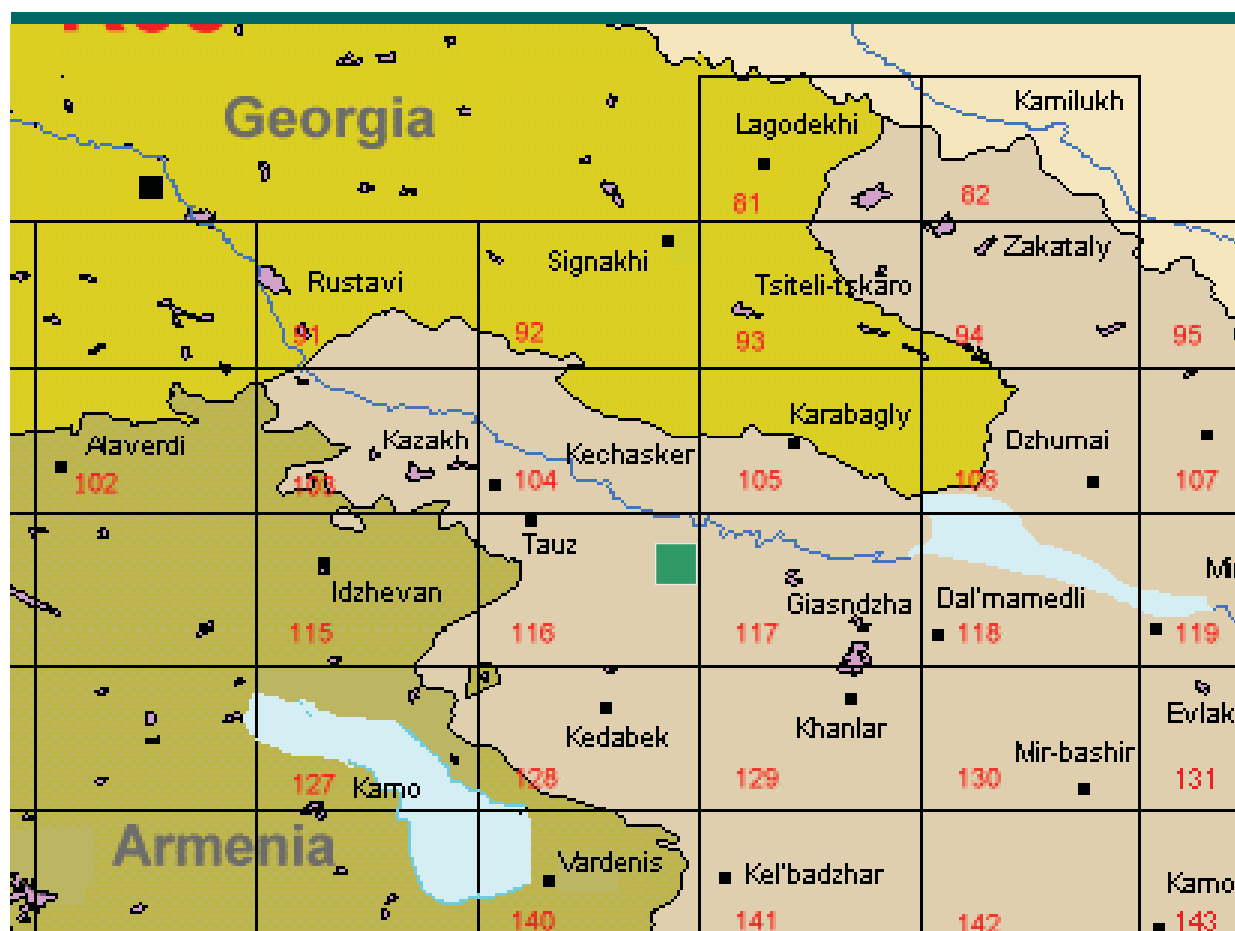 Kamilukh
Georgia
Lagodekhi
81
82
Signakhi
Zakataly
Rustavi
Tsiteli-tskaro
91
92
93
94
95
Karabagly
Alaverdi
Kazakh
Kechasker
Dzhumai
102
103
104
105
106
107
Tauz
Idzhevan
Giasndzha
Dal'mamedli
115
116
117
118
119
Kedabek
Khanlar
Evlak
Mir-bashir
127
Kamo
128
129
130
131
Armenia
Vardenis
Kel'badzhar
Kamo
140
141
142
143